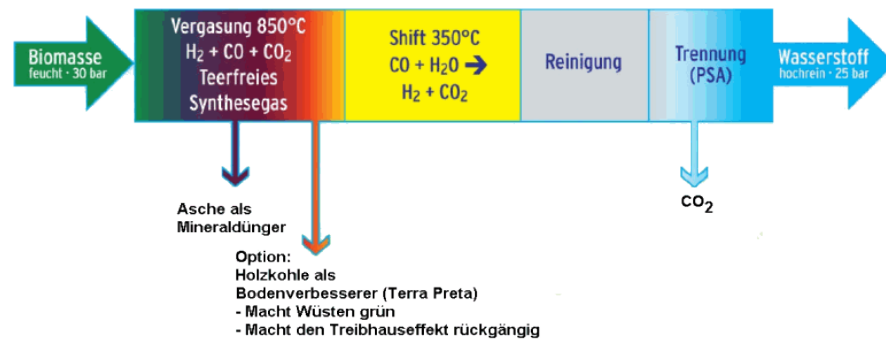 Biomasse
feucht · 30 bar
Vergasung 850°C
H₂ + CO + CO₂
Teerfreies
Synthesegas
Shift 350°C
CO + H₂O ➔
H₂ + CO₂
Reinigung
Trennung
(PSA)
Wasserstoff
hochrein · 25 bar
Asche als
Mineraldünger
CO₂
Option:
Holzkohle als
Bodenverbesserer (Terra Preta)
- Macht Wüsten grün
- Macht den Treibhauseffekt rückgängig